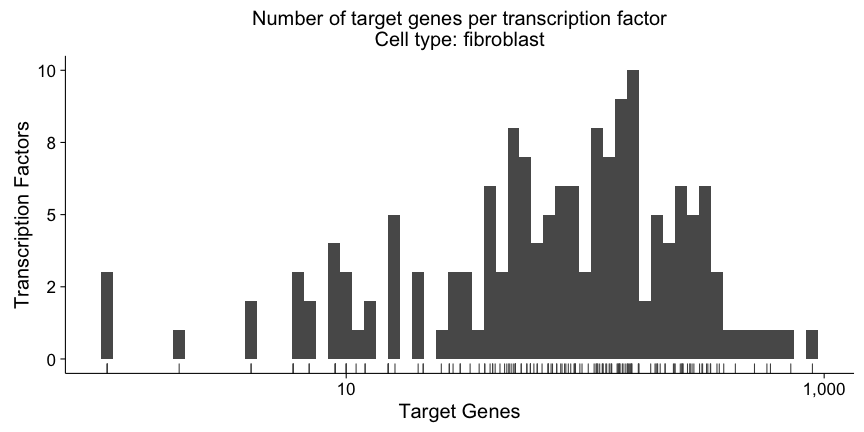 Number of target genes per transcription factor
Cell type: fibroblast
Transcription Factors
10
8
5
2
0
10
1,000
Target Genes